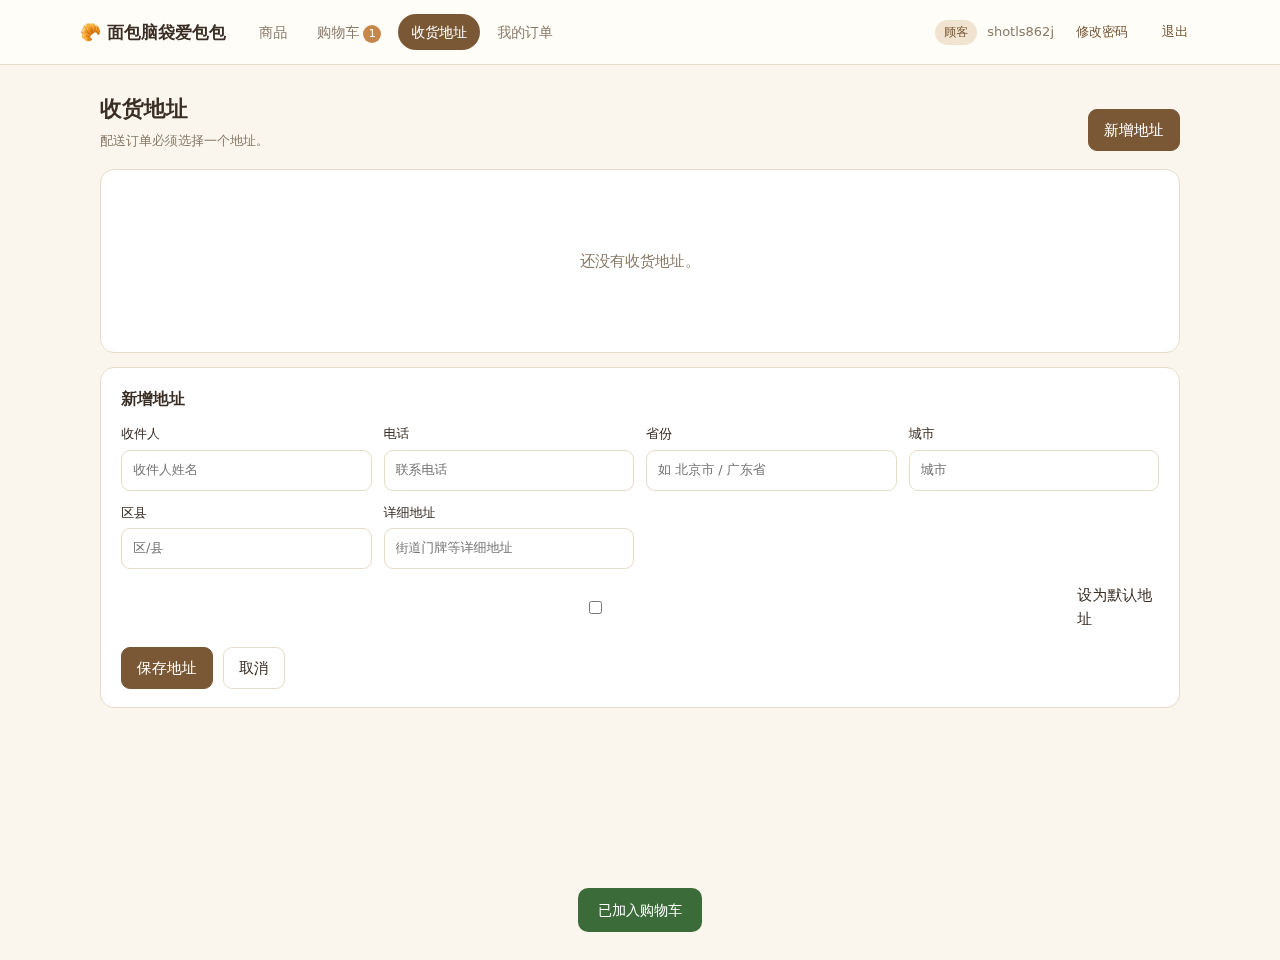 面包脑袋爱包包 商品 购物车 1 收货地址 我的订单 顾客 shotls862j 修改密码 退出
收货地址
配送订单必须选择一个地址。
新增地址
还没有收货地址。
新增地址
收件人 电话 省份 城市
收件人姓名 联系电话 如 北京市 / 广东省 城市
区县 详细地址
区/县 街道门牌等详细地址
设为默认地
址
保存地址 取消
已加入购物车